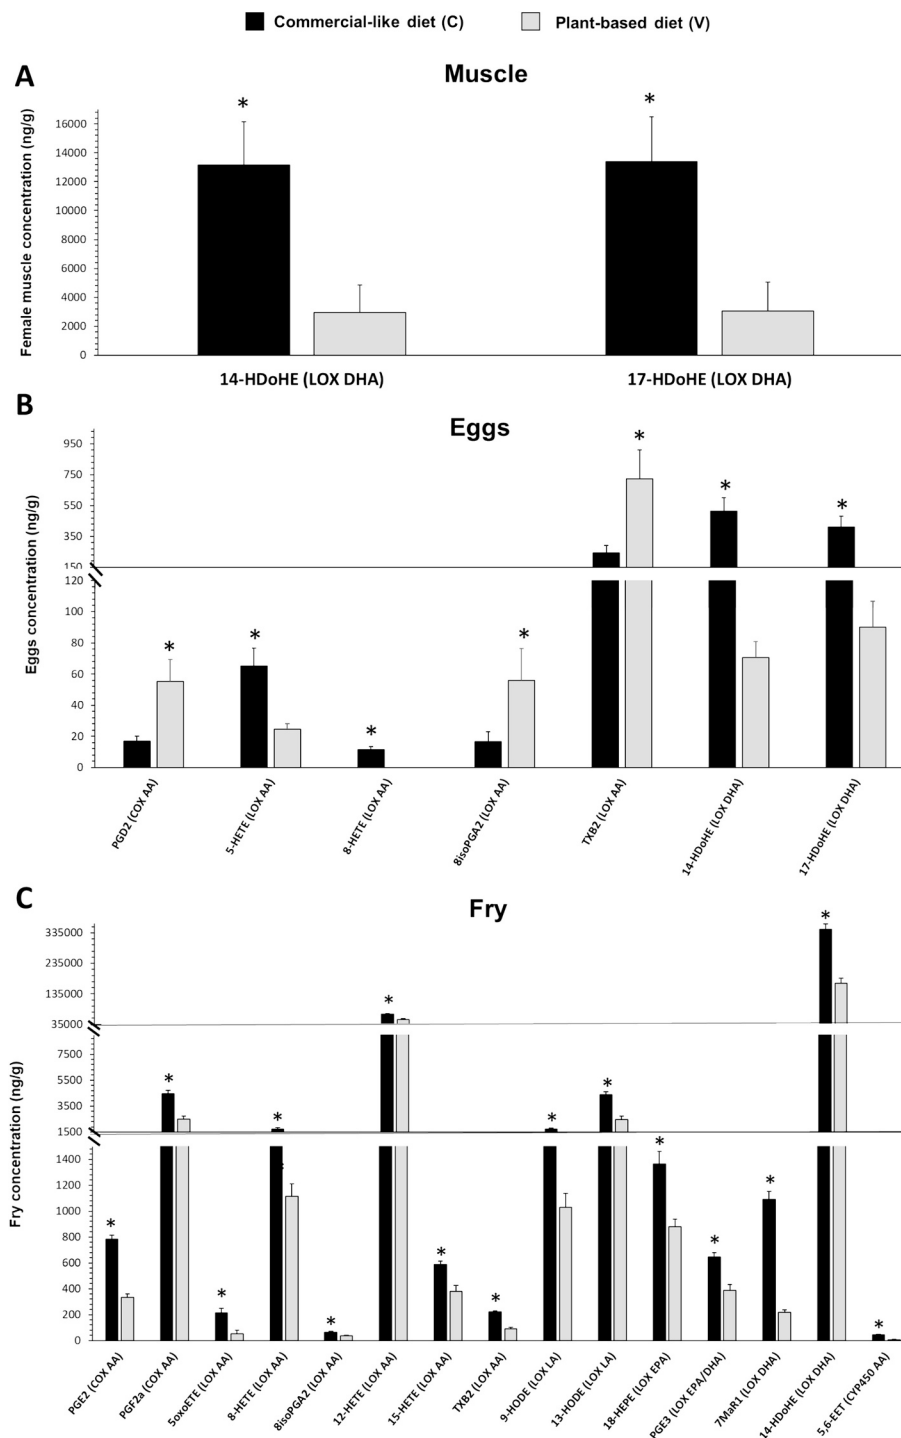 Commercial-like diet (C) Plant-based diet (V)
A
Muscle
Female muscle concentration (ng/g)
16000
14000
12000
10000
8000
6000
4000
2000
0
* *
14-HDoHE (LOX DHA) 17-HDoHE (LOX DHA)
B
Eggs
Eggs concentration (ng/g)
950
750
550
350
150
120
100
80
60
40
20
0
* * * * * * *
PGD2 (COX AA)
5-HETE (LOX AA)
8-HETE (LOX AA)
8isoPGA2 (LOX AA)
TXB2 (LOX AA)
14-HDoHE (LOX DHA)
17-HDoHE (LOX DHA)
C
Fry
Fry concentration (ng/g)
335000
235000
135000
35000
7500
5500
3500
1500
1400
1200
1000
800
600
400
200
0
* * * * * * * * * * * * * * *
PGE2 (COX AA)
PGF2a (COX AA)
5oxoETE (LOX AA)
8-HETE (LOX AA)
8isoPGA2 (LOX AA)
12-HETE (LOX AA)
15-HETE (LOX AA)
TXB2 (LOX AA)
9-HODE (LOX LA)
13-HODE (LOX LA)
18-HEPE (LOX EPA)
PGE3 (LOX EPA/DHA)
7MaR1 (LOX DHA)
14-HDoHE (LOX DHA)
5,6-EET (CYP450 AA)